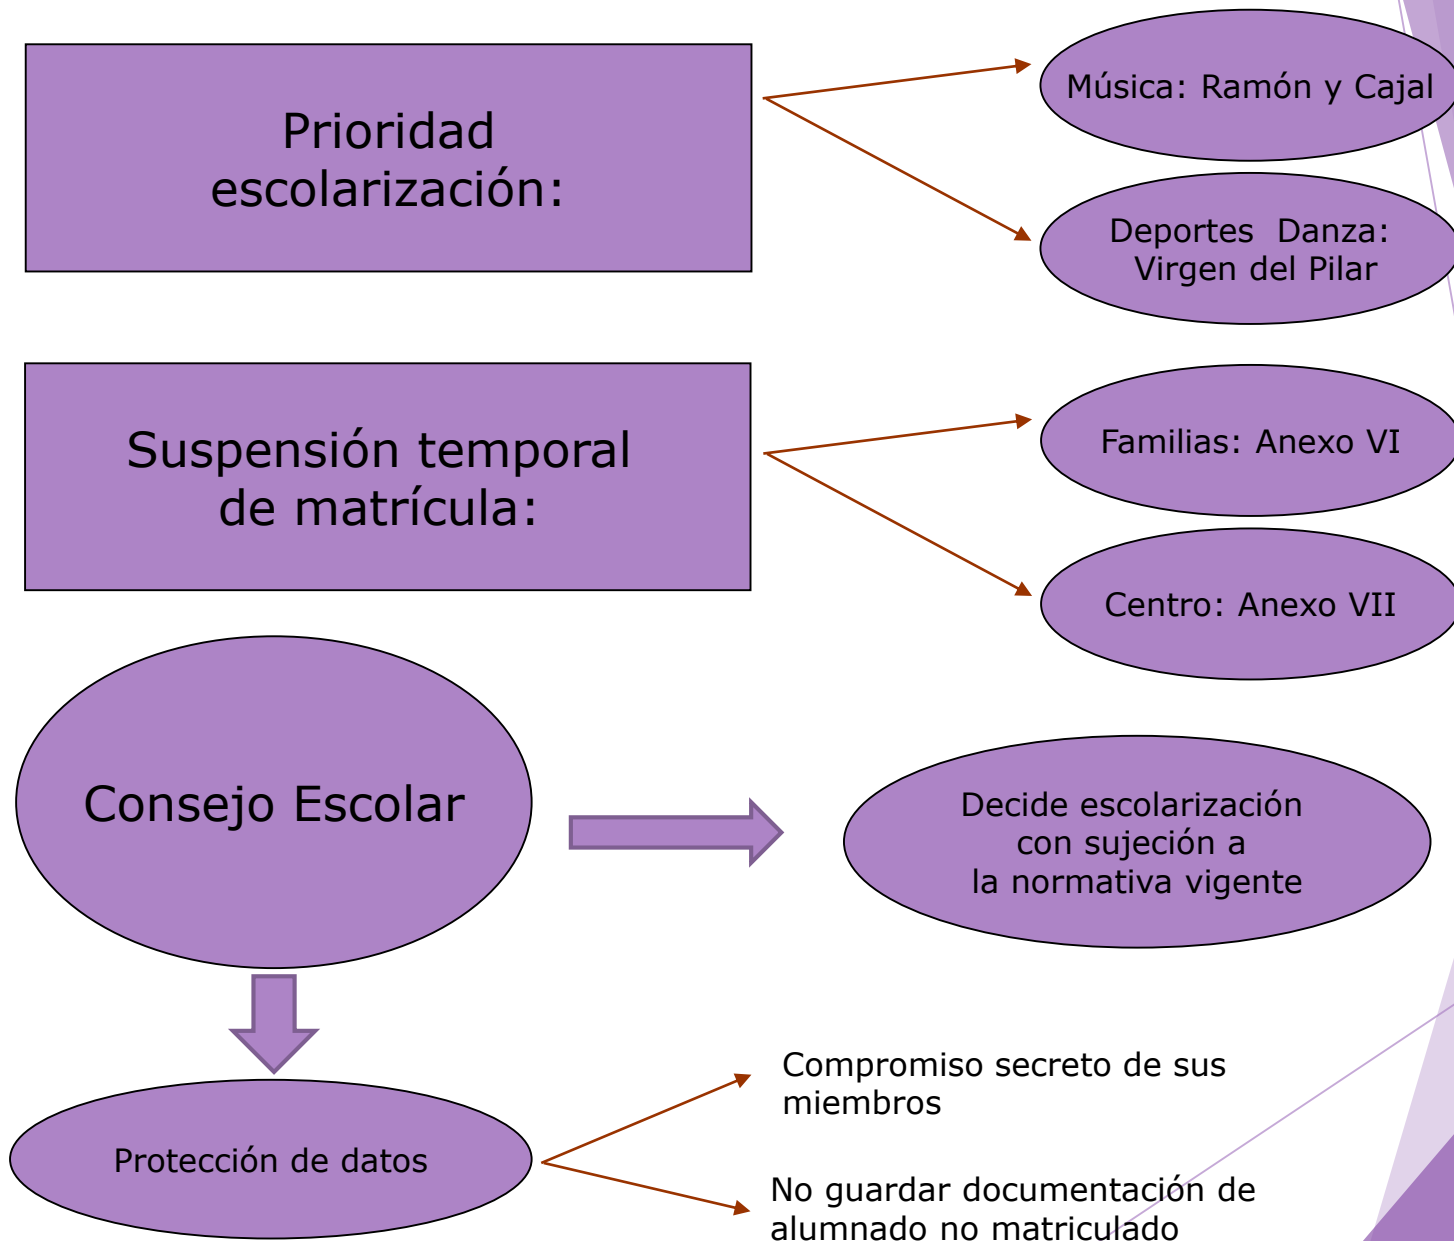 Prioridad
escolarización:
Música: Ramón y Cajal
Deportes  Danza:
Virgen del Pilar
Suspensión temporal
de matrícula:
Familias: Anexo VI
Centro: Anexo VII
Consejo Escolar
Decide escolarización
con sujeción a
la normativa vigente
Protección de datos
Compromiso secreto de sus
miembros
No guardar documentación de
alumnado no matriculado